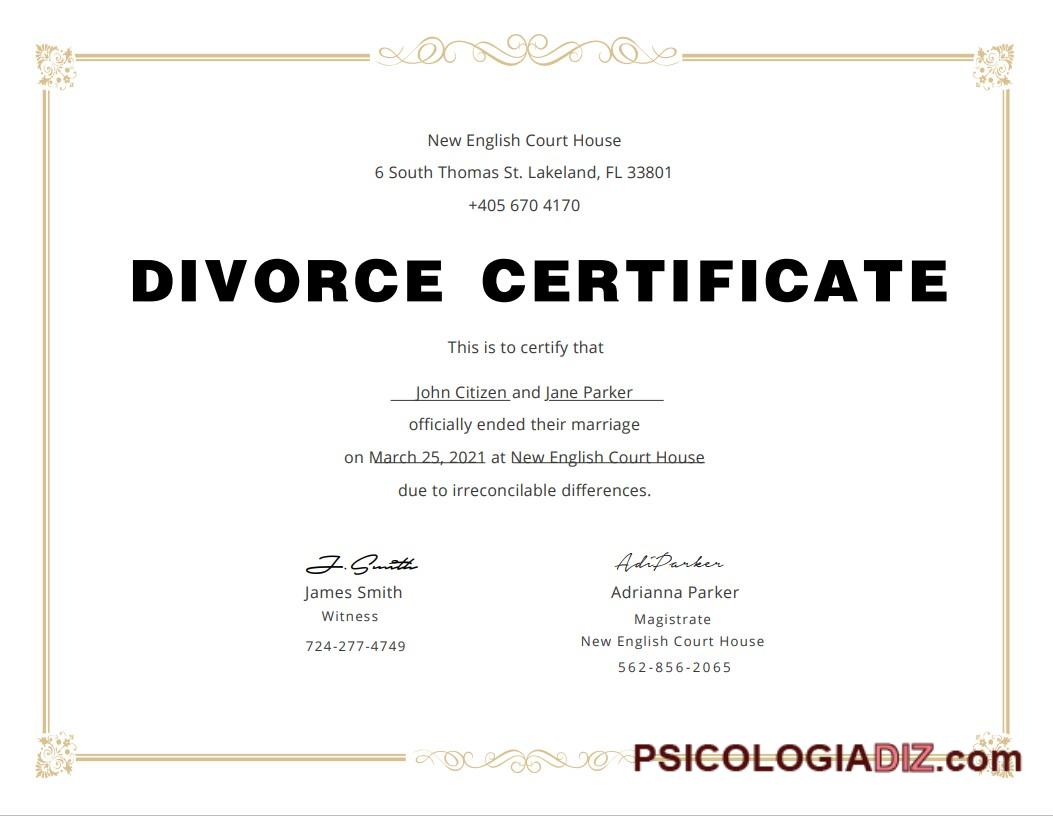 New English Court House
6 South Thomas St. Lakeland, FL 33801
+405 670 4170
DIVORCE CERTIFICATE
This is to certify that
John Citizen and Jane Parker
officially ended their marriage
on March 25, 2021 at New English Court House
due to irreconcilable differences.
J. Smith
James Smith
Witness
724-277-4749
AdiParker
Adrianna Parker
Magistrate
New English Court House
562-856-2065
PSICOLOGIADIZ.com